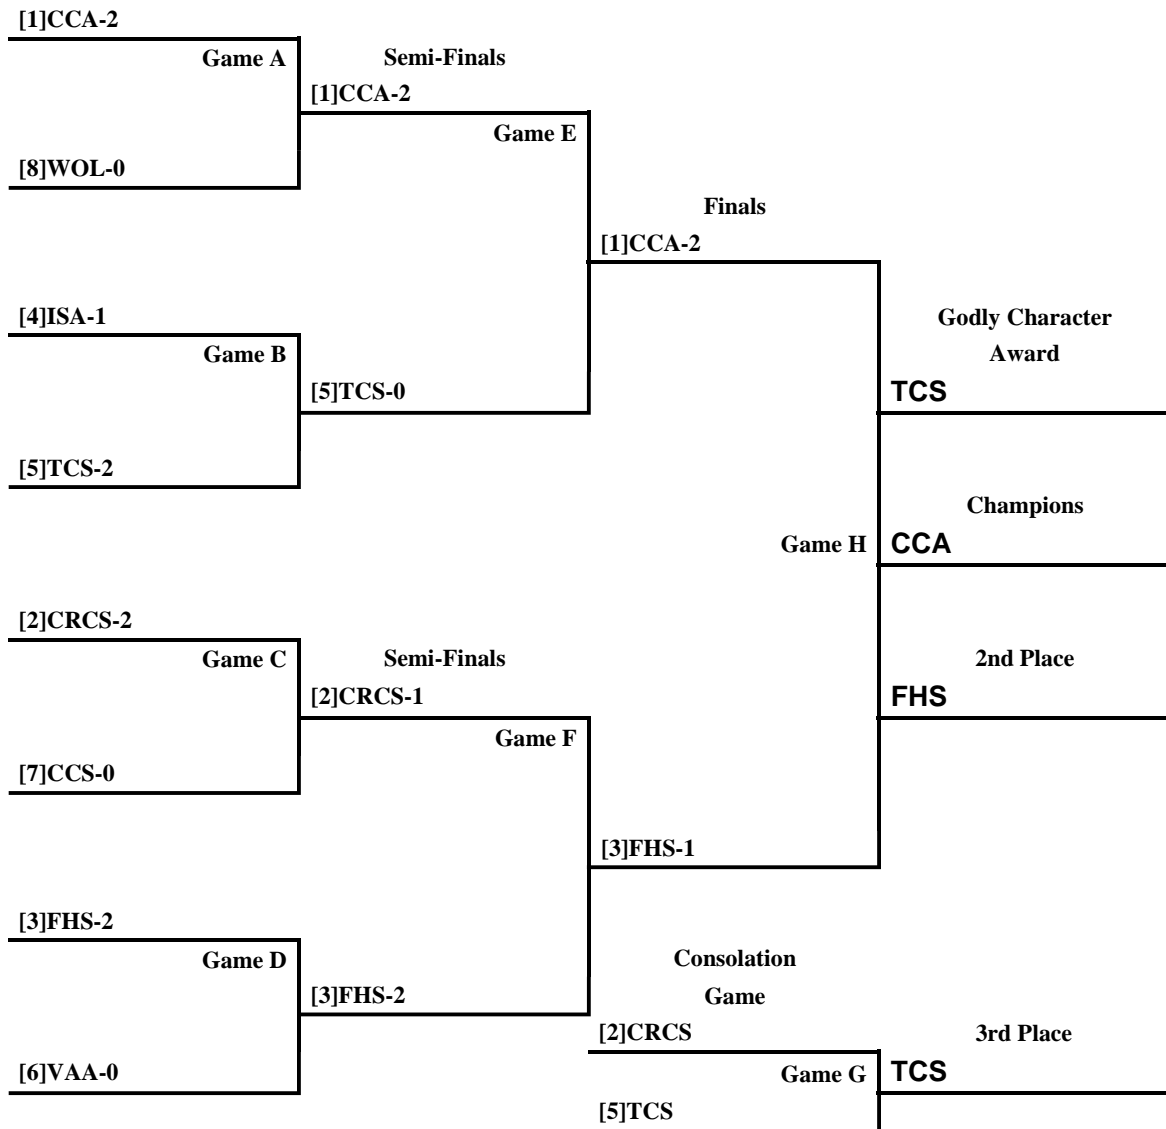 [1]CCA-2
Game A
Semi-Finals
[1]CCA-2
Game E
[8]WOL-0
Finals
[1]CCA-2
[4]ISA-1
Godly Character
Award
Game B
[5]TCS-0
TCS
[5]TCS-2
Champions
Game H
CCA
[2]CRCS-2
Game C
Semi-Finals
2nd Place
[2]CRCS-1
FHS
Game F
[7]CCS-0
[3]FHS-1
[3]FHS-2
Game D
Consolation
Game
[3]FHS-2
[2]CRCS
3rd Place
[6]VAA-0
Game G
TCS
[5]TCS